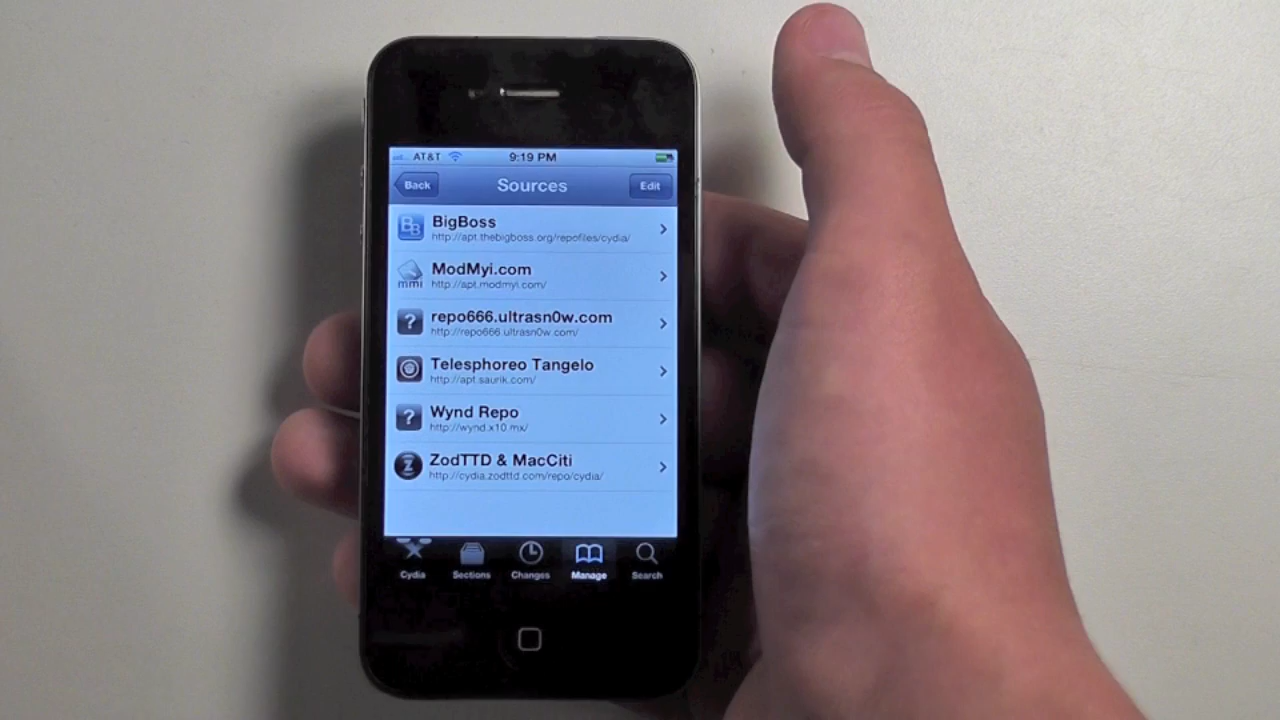 AT&T 9:19 PM
Back Sources Edit
BB BigBoss
http://apt.thebigboss.org/repofiles/cydia/
ModMyi.com
mmi http://apt.modmyi.com/
? repo666.ultrasn0w.com
http://repo666.ultrasn0w.com/
Telesphoreo Tangelo
http://apt.saurik.com/
? Wynd Repo
http://wynd.x10.mx/
Z ZodTTD & MacCiti
http://cydia.zodttd.com/repo/cydia/
Cydia Sections Changes Manage Search